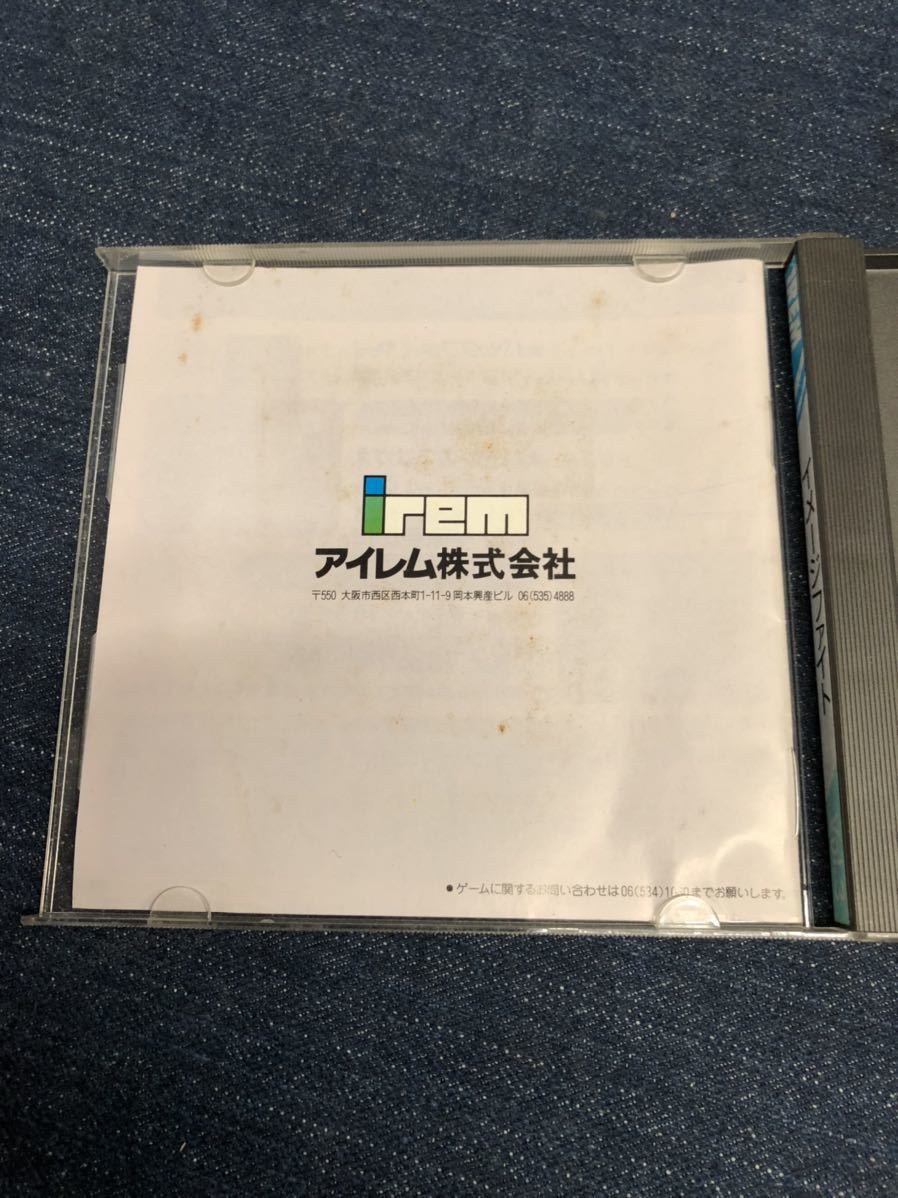 irem
アイレム株式会社
〒550 大阪市西区西本町1-11-9 岡本興産ビル 06(535)4888
●ゲームに関するお問い合わせは06(534)までお願いします。
イメージファイト